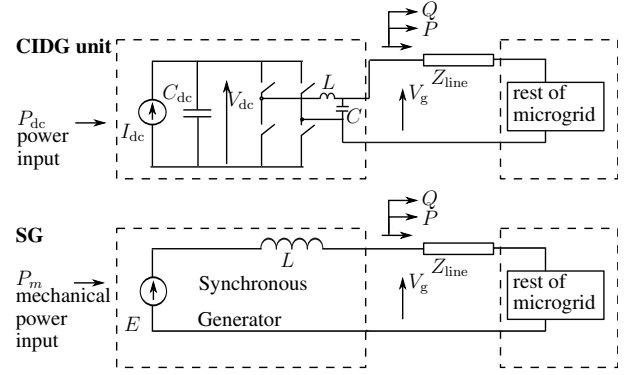 CIDG unit
Q
P
C_dc
V_dc
L
C
V_g
Z_line
rest of
microgrid
P_dc
power
input
I_dc
SG
Q
P
L
V_g
Z_line
rest of
microgrid
P_m
mechanical
power
input
E
Synchronous
Generator